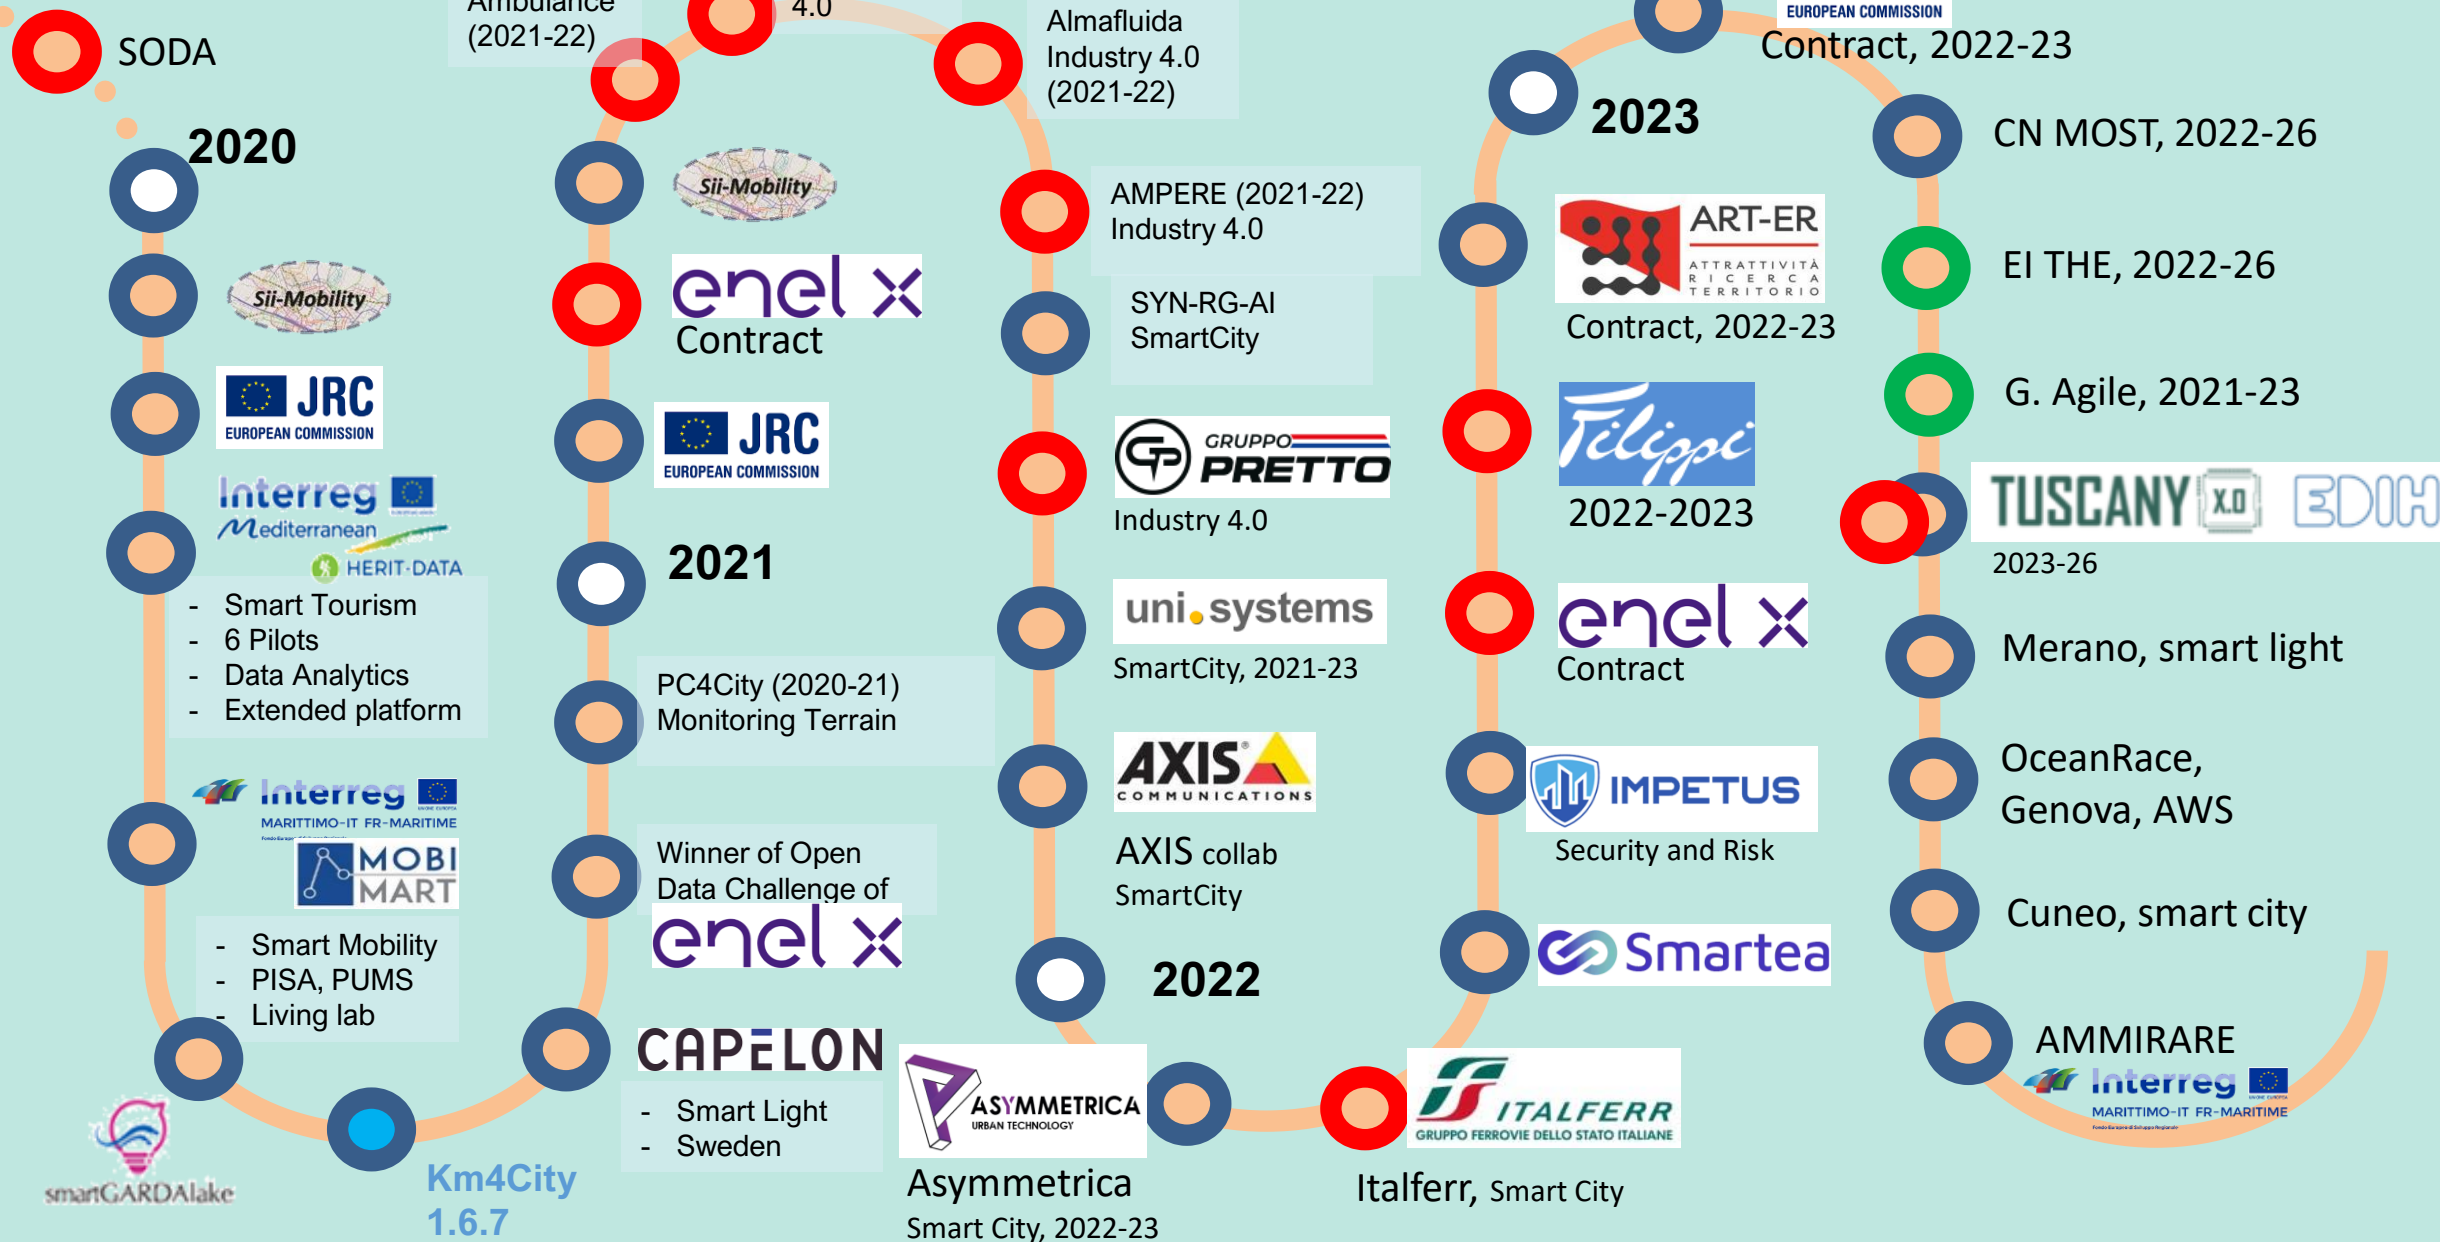 SODA
2020
Sii-Mobility
JRC
EUROPEAN COMMISSION
Interreg
Mediterranean
HERIT-DATA
- Smart Tourism
- 6 Pilots
- Data Analytics
- Extended platform
Interreg
MARITTIMO-IT FR-MARITIME
MOBI
MART
- Smart Mobility
- PISA, PUMS
- Living lab
smartGARDAlake
Km4City
1.6.7
Ambulance
(2021-22)
4.0
Sii-Mobility
enel x
Contract
JRC
EUROPEAN COMMISSION
2021
PC4City (2020-21)
Monitoring Terrain
Winner of Open
Data Challenge of
enel x
CAPELON
- Smart Light
- Sweden
Almafluida
Industry 4.0
(2021-22)
AMPERE (2021-22)
Industry 4.0
SYN-RG-AI
SmartCity
GP GRUPPO
PRETTO
Industry 4.0
uni.systems
SmartCity, 2021-23
AXIS
COMMUNICATIONS
AXIS collab
SmartCity
2022
ASYMMETRICA
URBAN TECHNOLOGY
Asymmetrica
Smart City, 2022-23
ITALFERR
GRUPPO FERROVIE DELLO STATO ITALIANE
Italferr, Smart City
EUROPEAN COMMISSION
Contract, 2022-23
2023
ART-ER
ATTRATTIVITÀ
RICERCA
TERRITORIO
Contract, 2022-23
Filippi
2022-2023
enel x
Contract
IMPETUS
Security and Risk
Smartea
CN MOST, 2022-26
EI THE, 2022-26
G. Agile, 2021-23
TUSCANY X.0 EDIH
2023-26
Merano, smart light
OceanRace,
Genova, AWS
Cuneo, smart city
AMMIRARE
Interreg
MARITTIMO-IT FR-MARITIME
Fondo Europeo di Sviluppo Regionale